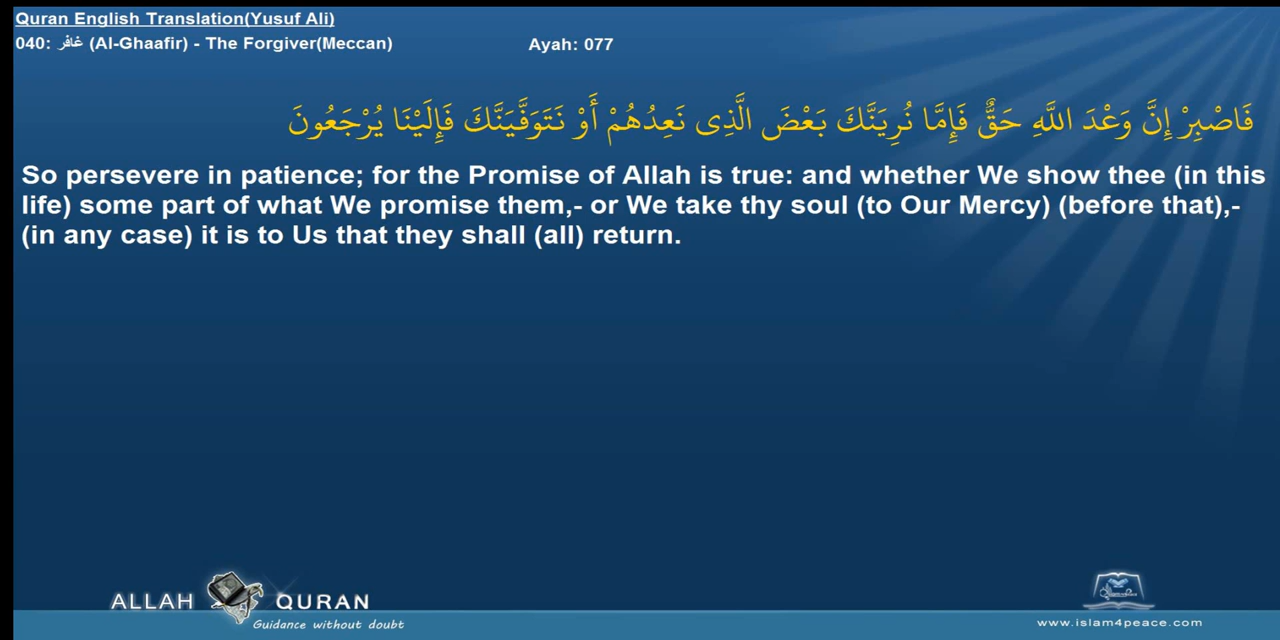 Quran English Translation(Yusuf Ali)
040: غافر (Al-Ghaafir) - The Forgiver(Meccan) Ayah: 077
فَاصْبِرْ إِنَّ وَعْدَ اللَّهِ حَقٌّ فَإِمَّا نُرِيَنَّكَ بَعْضَ الَّذِى نَعِدُهُمْ أَوْ نَتَوَفَّيَنَّكَ فَإِلَيْنَا يُرْجَعُونَ
So persevere in patience; for the Promise of Allah is true: and whether We show thee (in this
life) some part of what We promise them,- or We take thy soul (to Our Mercy) (before that),-
(in any case) it is to Us that they shall (all) return.
ALLAH QURAN
Guidance without doubt
www.islam4peace.com